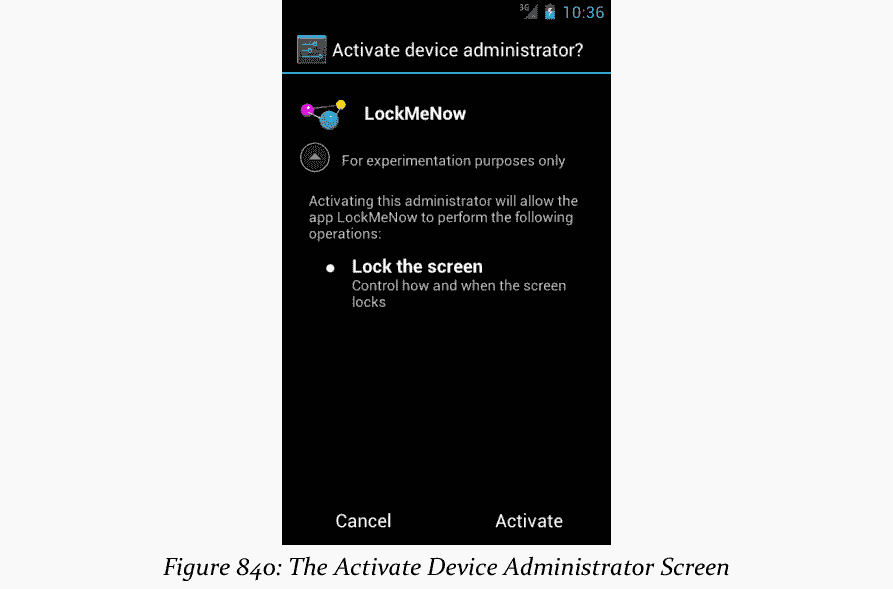 3G 10:36
Activate device administrator?
LockMeNow
For experimentation purposes only
Activating this administrator will allow the
app LockMeNow to perform the following
operations:
Lock the screen
Control how and when the screen
locks
Cancel Activate
Figure 840: The Activate Device Administrator Screen